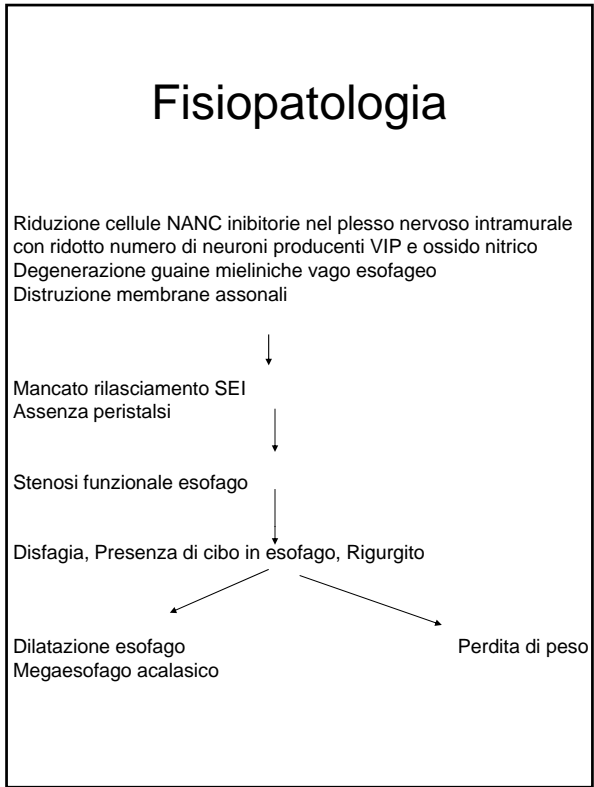 Fisiopatologia
Riduzione cellule NANC inibitorie nel plesso nervoso intramurale
con ridotto numero di neuroni producenti VIP e ossido nitrico
Degenerazione guaine mieliniche vago esofageo
Distruzione membrane assonali
Mancato rilasciamento SEI
Assenza peristalsi
Stenosi funzionale esofago
Disfagia, Presenza di cibo in esofago, Rigurgito
Dilatazione esofago Perdita di peso
Megaesofago acalasico